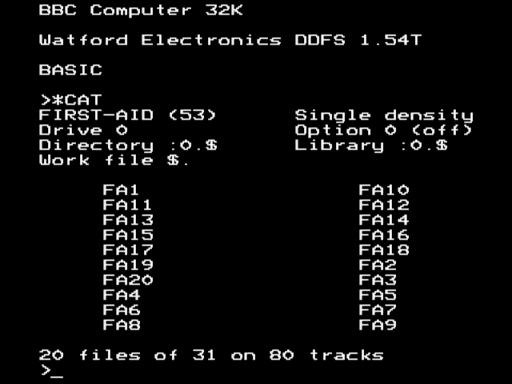 BBC Computer 32K
Watford Electronics DDFS 1.54T
BASIC
>*CAT
FIRST-AID (53) Single density
Drive 0 Option 0 (off)
Directory :0.$ Library :0.$
Work file $.
FA1 FA10
FA11 FA12
FA13 FA14
FA15 FA16
FA17 FA18
FA19 FA2
FA20 FA3
FA4 FA5
FA6 FA7
FA8 FA9
20 files of 31 on 80 tracks
>_